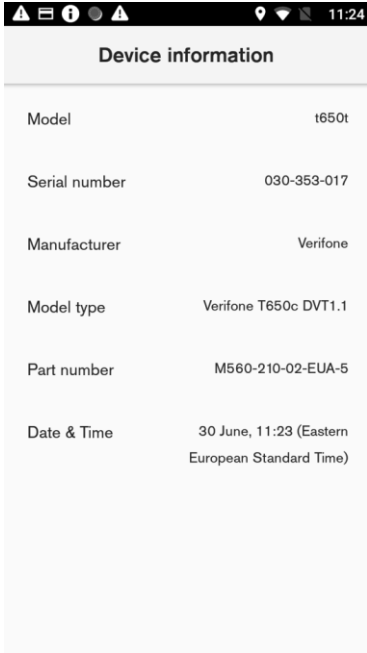 11:24
Device information
Model t650t
Serial number 030-353-017
Manufacturer Verifone
Model type Verifone T650c DVT1.1
Part number M560-210-02-EUA-5
Date & Time 30 June, 11:23 (Eastern
European Standard Time)